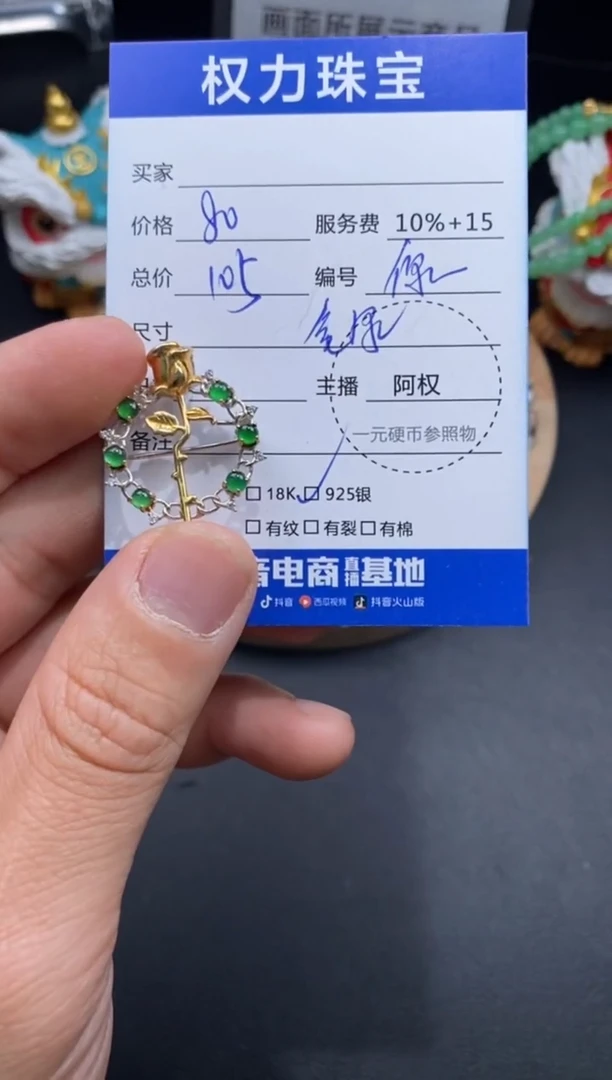 画面所展示商品
权力珠宝
买家
价格 80 服务费 10%+15
总价 105 编号
尺寸
主播 阿权
备注 一元硬币参照物
18K 925银
有纹 有裂 有棉
音电商直播基地
抖音 西瓜视频 抖音火山版